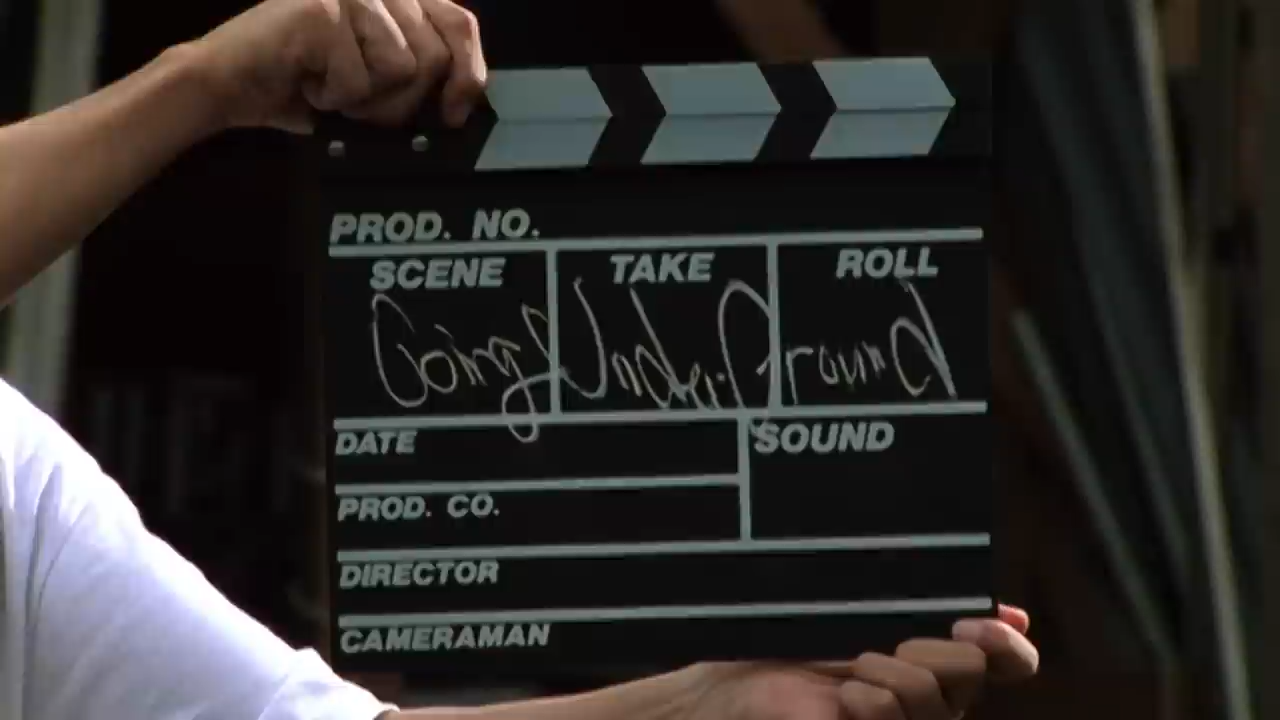 PROD. NO.
SCENE TAKE ROLL
Going UnderGround
DATE SOUND
PROD. CO.
DIRECTOR
CAMERAMAN